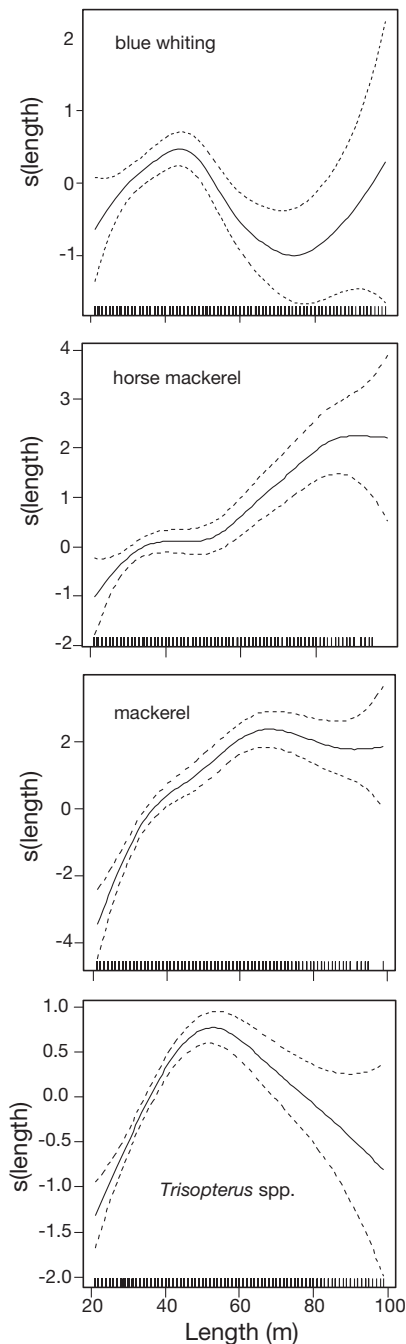 2
blue whiting
1
0
-1
s(length)
4
horse mackerel
3
2
1
0
-1
-2
s(length)
mackerel
2
0
-2
-4
s(length)
1.0
0.5
0.0
-0.5
-1.0
-1.5
-2.0
s(length)
Trisopterus spp.
20 40 60 80 100
Length (m)